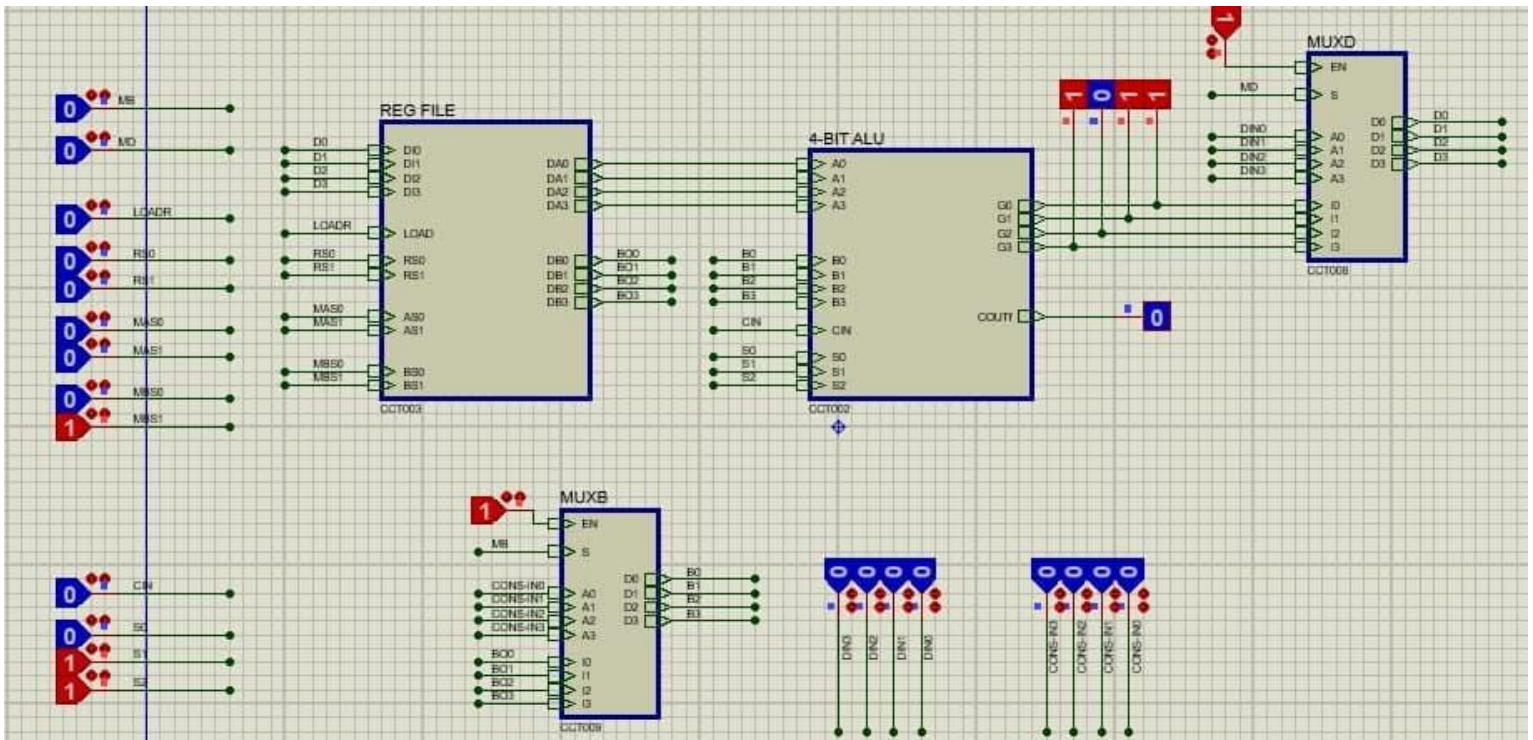 1
MUXD
EN
MD
S
DIN0
A0
DIN1
A1
DIN2
A2
DIN3
A3
I0
I1
I2
I3
D0
D0
D1
D1
D2
D2
D3
D3
CCT008
0
MB
0
MD
0
LOADR
0
RS0
0
RS1
0
MAS0
0
MAS1
0
MBS0
1
MBS1
REG FILE
D0
DI0
D1
DI1
D2
DI2
D3
DI3
LOADR
LOAD
RS0
RS0
RS1
RS1
MAS0
AS0
MAS1
AS1
MBS0
BS0
MBS1
BS1
DA0
DA1
DA2
DA3
DB0
BO0
DB1
BO1
DB2
BO2
DB3
BO3
CCT003
4-BIT ALU
A0
A1
A2
A3
B0
B0
B1
B1
B2
B2
B3
B3
CIN
CIN
S0
S0
S1
S1
S2
S2
G0
G1
G2
G3
COUT1
0
CCT002
1 0 1 1
0
CIN
0
S0
1
S1
1
S2
MUXB
1
EN
MB
S
CONS-IN0
A0
CONS-IN1
A1
CONS-IN2
A2
CONS-IN3
A3
BO0
I0
BO1
I1
BO2
I2
BO3
I3
D0
B0
D1
B1
D2
B2
D3
B3
CCT009
0 0 0 0
DIN3
DIN2
DIN1
DIN0
0 0 0 0
CONS-IN3
CONS-IN2
CONS-IN1
CONS-IN0